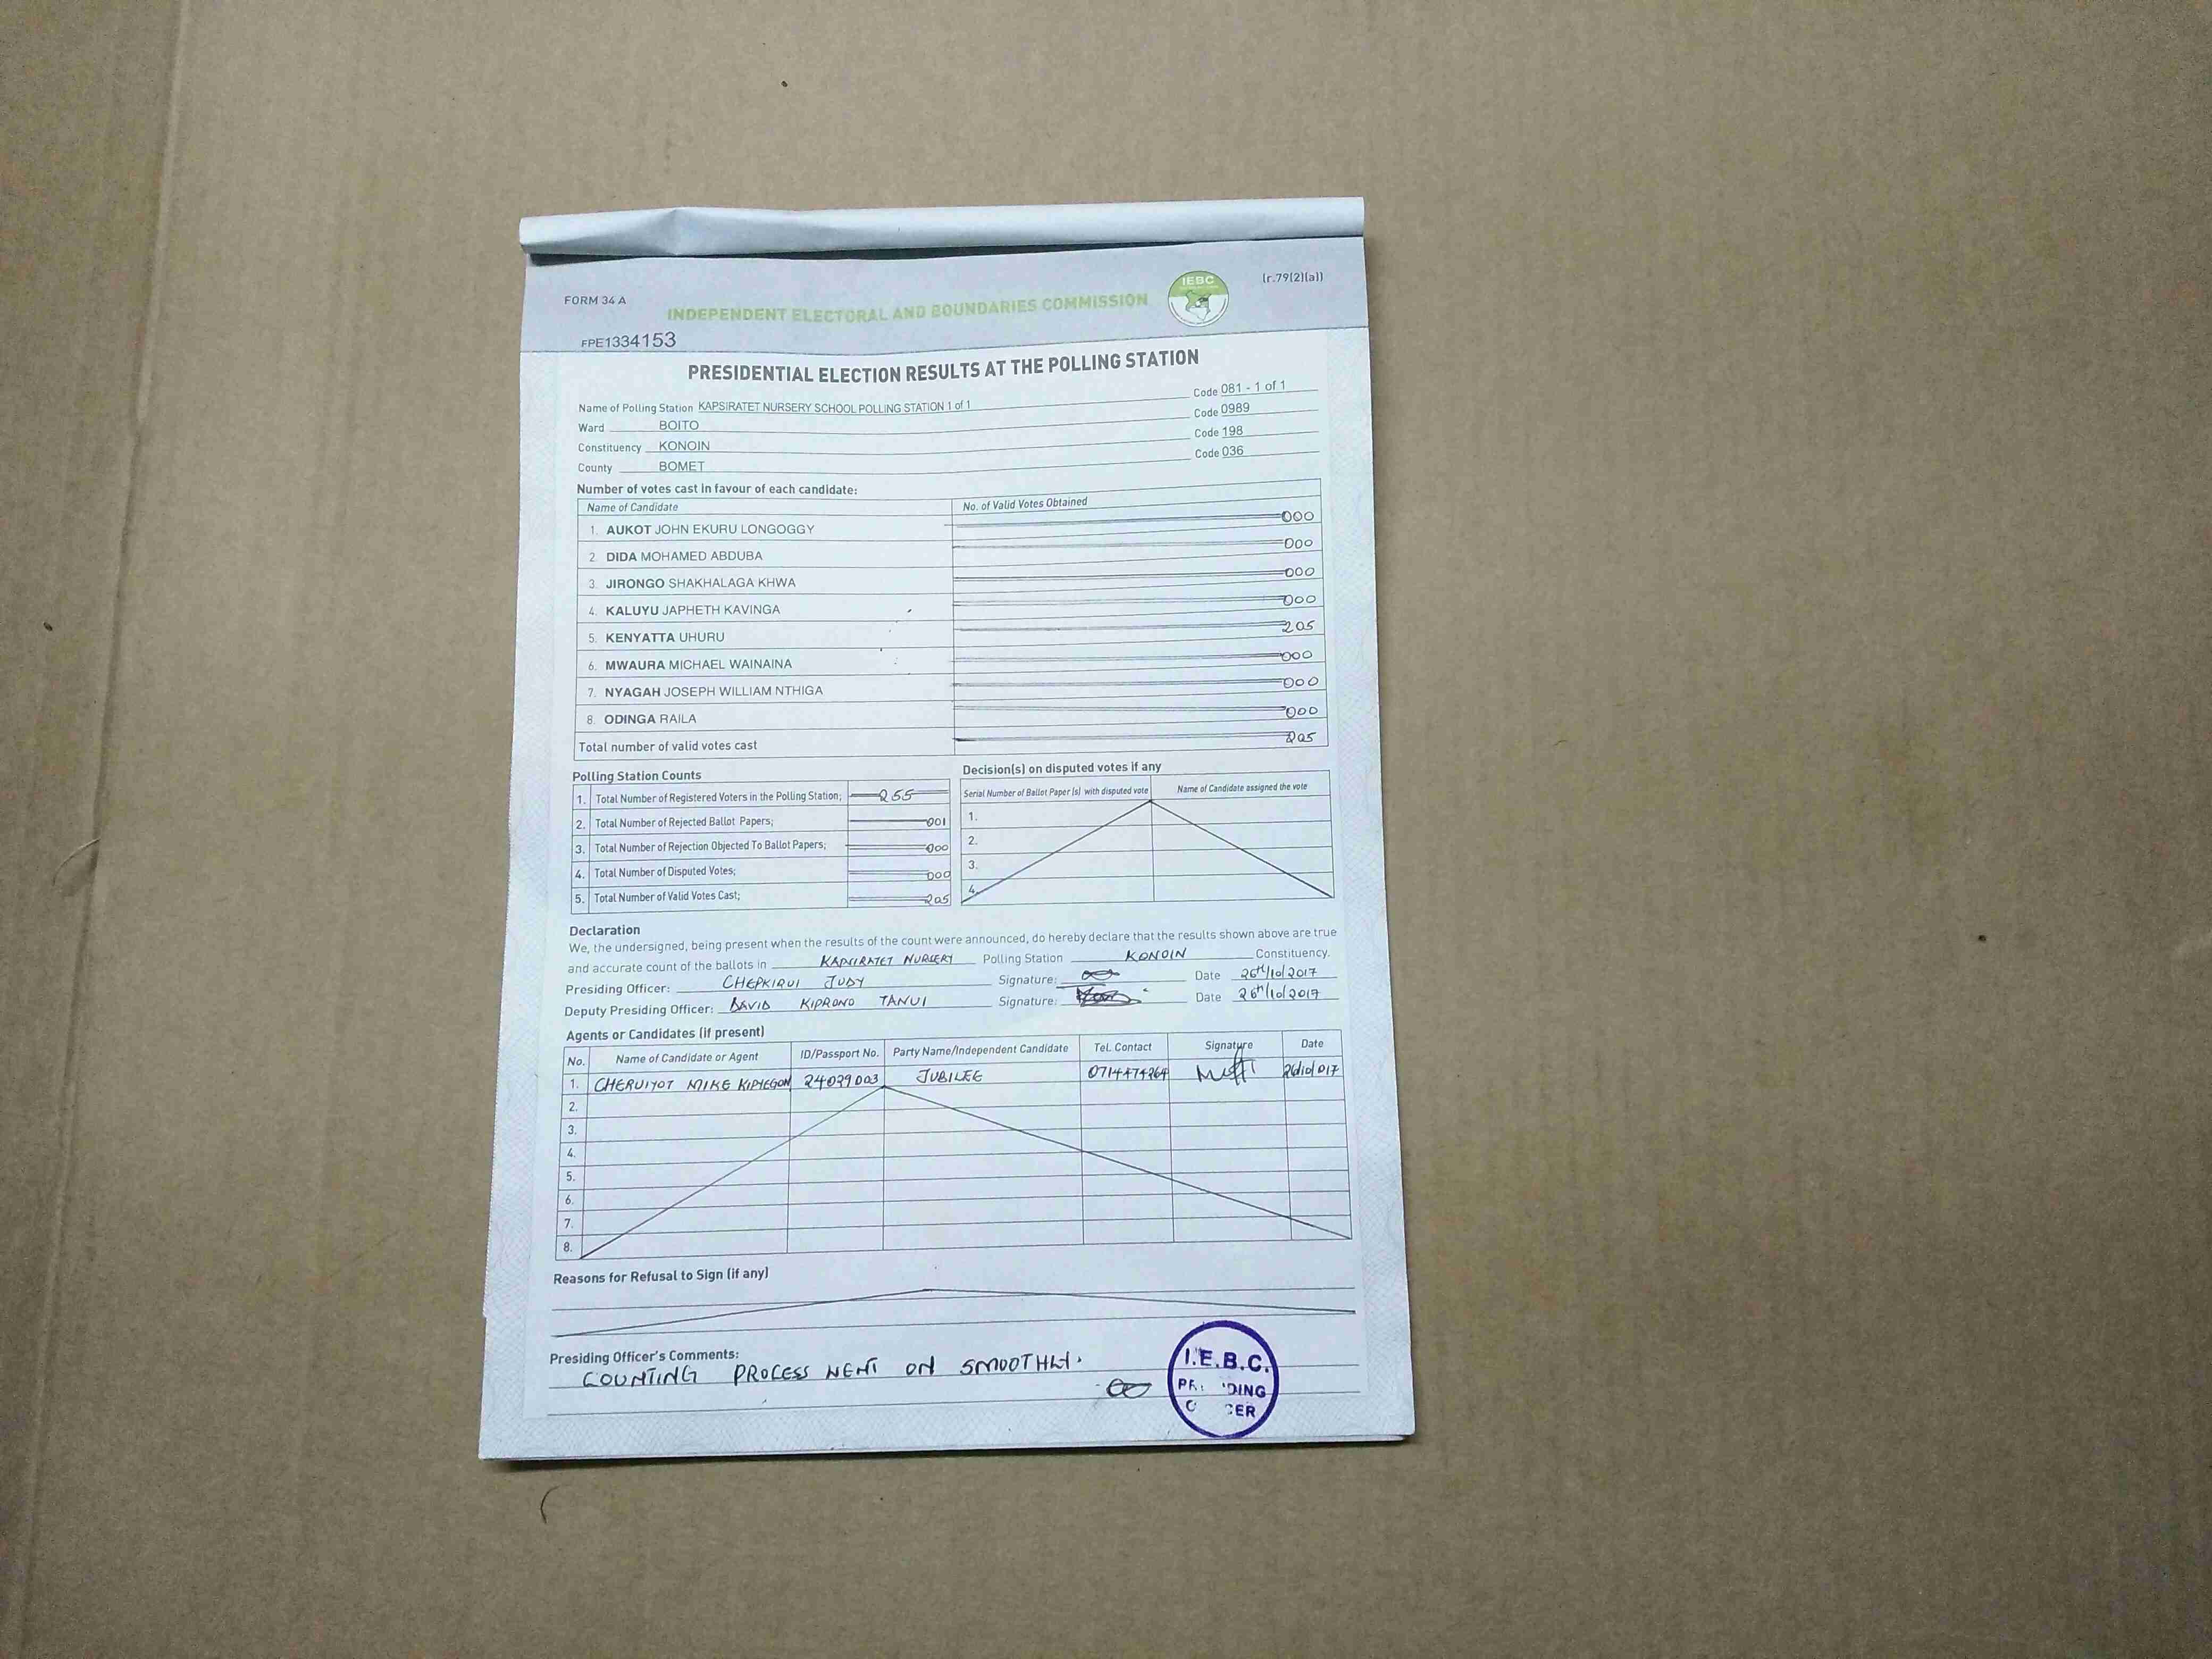 FORM 34 A
(r.79(2)(a))
IEBC
INDEPENDENT ELECTORAL AND BOUNDARIES COMMISSION
FPE1334153
PRESIDENTIAL ELECTION RESULTS AT THE POLLING STATION
Name of Polling Station KAPSIRATET NURSERY SCHOOL POLLING STATION 1 of 1 Code 081 - 1 of 1
Ward BOITO Code 0989
Constituency KONOIN Code 198
County BOMET Code 036
Number of votes cast in favour of each candidate:
Name of Candidate No. of Valid Votes Obtained
1. AUKOT JOHN EKURU LONGOGGY 000
2. DIDA MOHAMED ABDUBA 000
3. JIRONGO SHAKHALAGA KHWA 000
4. KALUYU JAPHETH KAVINGA 000
5. KENYATTA UHURU 205
6. MWAURA MICHAEL WAINAINA 000
7. NYAGAH JOSEPH WILLIAM NTHIGA 000
8. ODINGA RAILA 000
Total number of valid votes cast 205
Polling Station Counts
1. Total Number of Registered Voters in the Polling Station; 255
2. Total Number of Rejected Ballot Papers; 001
3. Total Number of Rejection Objected To Ballot Papers; 000
4. Total Number of Disputed Votes; 000
5. Total Number of Valid Votes Cast; 205
Decision(s) on disputed votes if any
Serial Number of Ballot Paper (s) with disputed vote Name of Candidate assigned the vote
1.
2.
3.
4.
Declaration
We, the undersigned, being present when the results of the count were announced, do hereby declare that the results shown above are true
and accurate count of the ballots in KAPSIRATET NURSERY Polling Station KONOIN Constituency.
Presiding Officer: CHEPKIRUI JUDY Signature: Date 26th/10/2017
Deputy Presiding Officer: DAVID KIPRONO TANUI Signature: Date 26th/10/2017
Agents or Candidates (if present)
No. Name of Candidate or Agent ID/Passport No. Party Name/Independent Candidate Tel. Contact Signature Date
1. CHERUIYOT MIKE KIPYEGON 24029003 JUBILEE 0714474264 26/10/017
2.
3.
4.
5.
6.
7.
8.
Reasons for Refusal to Sign (if any)
Presiding Officer's Comments:
COUNTING PROCESS WENT ON SMOOTHLY.
I.E.B.C.